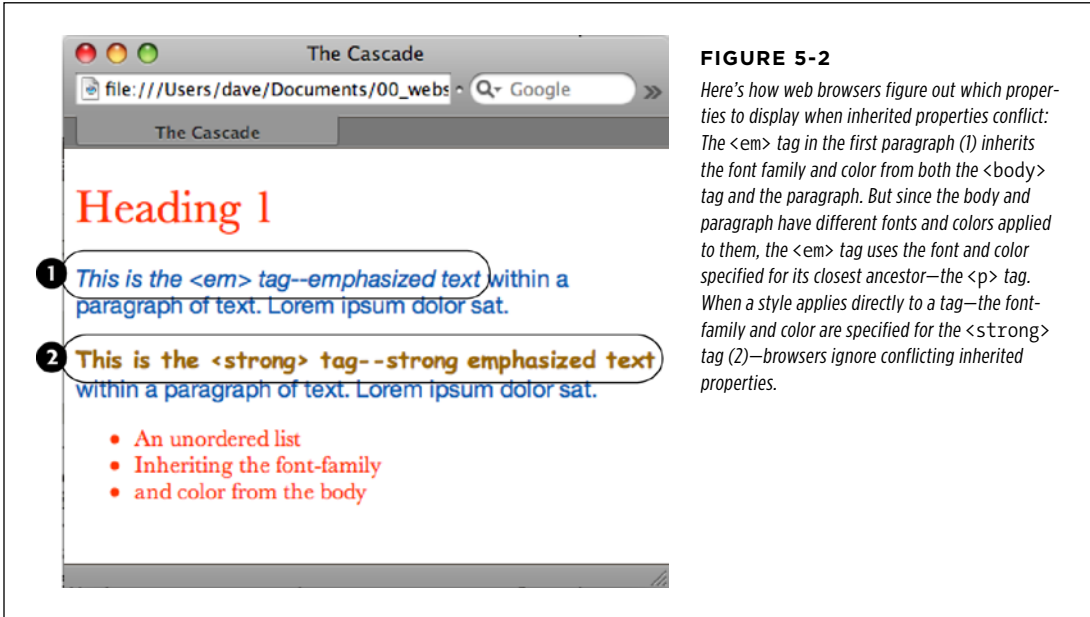 The Cascade
file:///Users/dave/Documents/00_webs
Google
The Cascade
Heading 1
1
This is the <em> tag--emphasized text within a
paragraph of text. Lorem ipsum dolor sat.
2
This is the <strong> tag--strong emphasized text
within a paragraph of text. Lorem ipsum dolor sat.
• An unordered list
• Inheriting the font-family
• and color from the body
FIGURE 5-2
Here's how web browsers figure out which proper-
ties to display when inherited properties conflict:
The <em> tag in the first paragraph (1) inherits
the font family and color from both the <body>
tag and the paragraph. But since the body and
paragraph have different fonts and colors applied
to them, the <em> tag uses the font and color
specified for its closest ancestor—the <p> tag.
When a style applies directly to a tag—the font-
family and color are specified for the <strong>
tag (2)—browsers ignore conflicting inherited
properties.